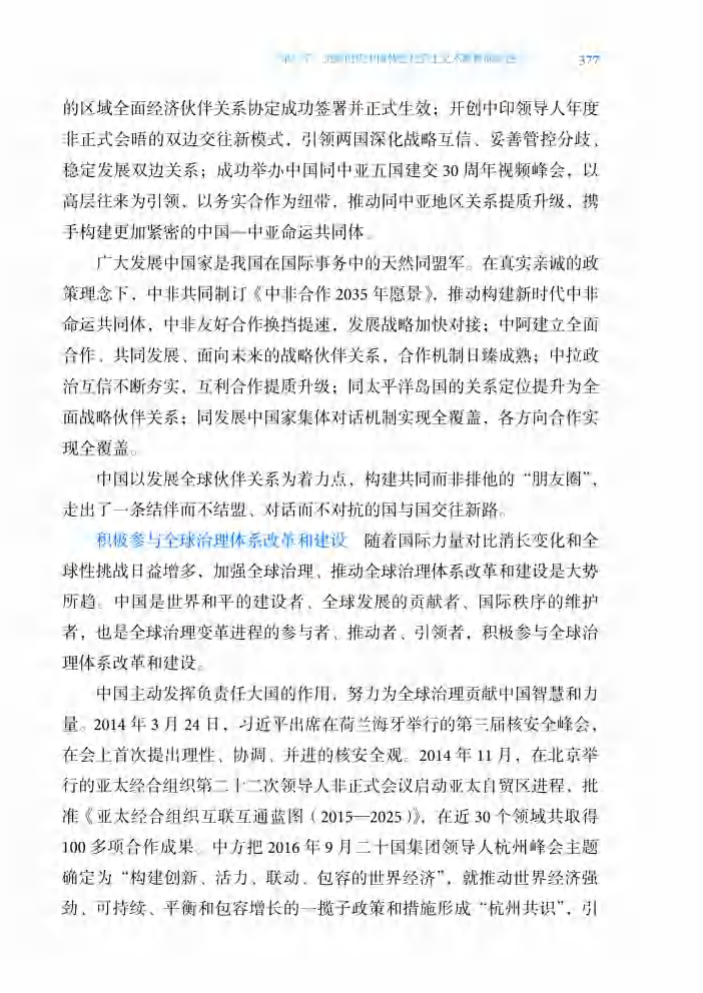 377
的区域全面经济伙伴关系协定成功签署并正式生效；开创中印领导人年度
非正式会晤的双边交往新模式，引领两国深化战略互信、妥善管控分歧、
稳定发展双边关系；成功举办中国同中亚五国建交 30 周年视频峰会，以
高层往来为引领，以务实合作为纽带，推动同中亚地区关系提质升级，携
手构建更加紧密的中国—中亚命运共同体。
广大发展中国家是我国在国际事务中的天然同盟军。在真实亲诚的政
策理念下，中非共同制订《中非合作 2035 年愿景》，推动构建新时代中非
命运共同体，中非友好合作换挡提速，发展战略加快对接；中阿建立全面
合作、共同发展、面向未来的战略伙伴关系，合作机制日臻成熟；中拉政
治互信不断夯实，互利合作提质升级；同太平洋岛国的关系定位提升为全
面战略伙伴关系；同发展中国家集体对话机制实现全覆盖，各方向合作实
现全覆盖。
中国以发展全球伙伴关系为着力点，构建共同而非排他的“朋友圈”，
走出了一条结伴而不结盟、对话而不对抗的国与国交往新路。
积极参与全球治理体系改革和建设 随着国际力量对比消长变化和全
球性挑战日益增多，加强全球治理、推动全球治理体系改革和建设是大势
所趋。中国是世界和平的建设者、全球发展的贡献者、国际秩序的维护
者，也是全球治理变革进程的参与者、推动者、引领者，积极参与全球治
理体系改革和建设。
中国主动发挥负责任大国的作用，努力为全球治理贡献中国智慧和力
量。2014 年 3 月 24 日，习近平出席在荷兰海牙举行的第三届核安全峰会，
在会上首次提出理性、协调、并进的核安全观。2014 年 11 月，在北京举
行的亚太经合组织第二十二次领导人非正式会议启动亚太自贸区进程，批
准《亚太经合组织互联互通蓝图（2015—2025）》，在近 30 个领域共取得
100 多项合作成果。中方把 2016 年 9 月二十国集团领导人杭州峰会主题
确定为“构建创新、活力、联动、包容的世界经济”，就推动世界经济强
劲、可持续、平衡和包容增长的一揽子政策和措施形成“杭州共识”，引